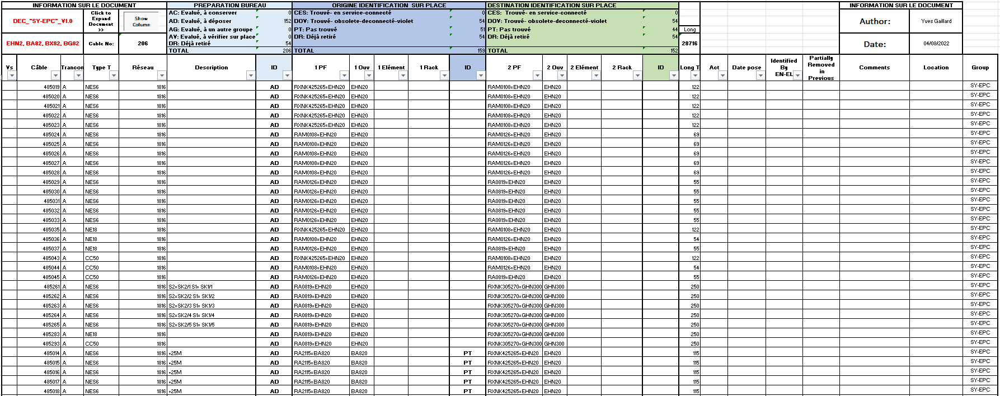 INFORMATION SUR LE DOCUMENT PREPARATION BUREAU ORIGINE IDENTIFICATION SUR PLACE DESTINATION IDENTIFICATION SUR PLACE INFORMATION SUR LE DOCUMENT
DEC_"SY-EPC"_V1.0
Click to Expand Document >>
Show Column
EHN2, BA82, BX82, BG82
Cable No: 206
AC: Evalué, à conserver 0
AD: Evalué, à déposer 152
AG: Evalué, à un autre groupe 0
AV: Evalué, à vérifier sur place 0
DR: Déjà retiré 54
TOTAL 206
CES: Trouvé- en service-connecté 0
DOV: Trouvé- obsolete-deconnecté-violet 54
PT: Pas trouvé 51
DR: Déjà retiré 54
TOTAL 159
CES: Trouvé- en service-connecté 0
DOV: Trouvé- obsolete-deconnecté-violet 54
PT: Pas trouvé 44
DR: Déjà retiré 54
TOTAL 152
Long
28716
Author: Yves Gaillard
Date: 04/08/2022
Vs Câble Trancon Type T Réseau Description ID 1 PF 1 Ouv 1 Elément 1 Rack ID 2 PF 2 Ouv 2 Elément 2 Rack ID Long T Act Date pose Identified By EN-EL Partially Removed in Previous Comments Location Group
485019 A NES6 1816 AD RXNK425265=EHN20 EHN20 RAM0108=EHN20 EHN20 122 SY-EPC
485020 A NES6 1816 AD RXNK425265=EHN20 EHN20 RAM0108=EHN20 EHN20 122 SY-EPC
485021 A NES6 1816 AD RXNK425265=EHN20 EHN20 RAM0108=EHN20 EHN20 122 SY-EPC
485022 A NES6 1816 AD RXNK425265=EHN20 EHN20 RAM0108=EHN20 EHN20 122 SY-EPC
485023 A NES6 1816 AD RXNK425265=EHN20 EHN20 RAM0108=EHN20 EHN20 122 SY-EPC
485024 A NES6 1816 AD RAM0108=EHN20 EHN20 RAM0126=EHN20 EHN20 69 SY-EPC
485025 A NES6 1816 AD RAM0108=EHN20 EHN20 RAM0126=EHN20 EHN20 69 SY-EPC
485026 A NES6 1816 AD RAM0108=EHN20 EHN20 RAM0126=EHN20 EHN20 69 SY-EPC
485027 A NES6 1816 AD RAM0108=EHN20 EHN20 RAM0126=EHN20 EHN20 69 SY-EPC
485028 A NES6 1816 AD RAM0108=EHN20 EHN20 RAM0126=EHN20 EHN20 69 SY-EPC
485029 A NES6 1816 AD RAM0126=EHN20 EHN20 RA0819=EHN20 EHN20 55 SY-EPC
485030 A NES6 1816 AD RAM0126=EHN20 EHN20 RA0819=EHN20 EHN20 55 SY-EPC
485031 A NES6 1816 AD RAM0126=EHN20 EHN20 RA0819=EHN20 EHN20 55 SY-EPC
485032 A NES6 1816 AD RAM0126=EHN20 EHN20 RA0819=EHN20 EHN20 55 SY-EPC
485033 A NES6 1816 AD RAM0126=EHN20 EHN20 RA0819=EHN20 EHN20 55 SY-EPC
485035 A NE18 1816 AD RXNK425265=EHN20 EHN20 RAM0108=EHN20 EHN20 122 SY-EPC
485036 A NE18 1816 AD RAM0108=EHN20 EHN20 RAM0126=EHN20 EHN20 54 SY-EPC
485037 A NE18 1816 AD RAM0126=EHN20 EHN20 RA0819=EHN20 EHN20 55 SY-EPC
485043 A CC50 1816 AD RXNK425265=EHN20 EHN20 RAM0108=EHN20 EHN20 122 SY-EPC
485044 A CC50 1816 AD RAM0108=EHN20 EHN20 RAM0126=EHN20 EHN20 54 SY-EPC
485045 A CC50 1816 AD RAM0126=EHN20 EHN20 RA0819=EHN20 EHN20 55 SY-EPC
485261 A NES6 1816 S2=SK2/1 S1= SK1/1 AD RA0819=EHN20 EHN20 RXNK305270=GHN300 GHN300 250 SY-EPC
485262 A NES6 1816 S2=SK2/2 S1= SK1/2 AD RA0819=EHN20 EHN20 RXNK305270=GHN300 GHN300 250 SY-EPC
485263 A NES6 1816 S2=SK2/3 S1= SK1/3 AD RA0819=EHN20 EHN20 RXNK305270=GHN300 GHN300 250 SY-EPC
485264 A NES6 1816 S2=SK2/4 S1= SK1/4 AD RA0819=EHN20 EHN20 RXNK305270=GHN300 GHN300 250 SY-EPC
485265 A NES6 1816 S2=SK2/5 S1= SK1/5 AD RA0819=EHN20 EHN20 RXNK305270=GHN300 GHN300 250 SY-EPC
485283 A NE18 1816 AD RA0819=EHN20 EHN20 RXNK305270=GHN300 GHN300 250 SY-EPC
485293 A CC50 1816 AD RA0819=EHN20 EHN20 RXNK305270=GHN300 GHN300 250 SY-EPC
485014 A NES6 1816 +25M AD RA2115=BA820 BA820 PT RXNK425265=EHN20 EHN20 115 SY-EPC
485015 A NES6 1816 +25M AD RA2115=BA820 BA820 PT RXNK425265=EHN20 EHN20 115 SY-EPC
485016 A NES6 1816 +25M AD RA2115=BA820 BA820 PT RXNK425265=EHN20 EHN20 115 SY-EPC
485017 A NES6 1816 +25M AD RA2115=BA820 BA820 PT RXNK425265=EHN20 EHN20 115 SY-EPC
485018 A NES6 1816 +25M AD RA2115=BA820 BA820 PT RXNK425265=EHN20 EHN20 115 SY-EPC